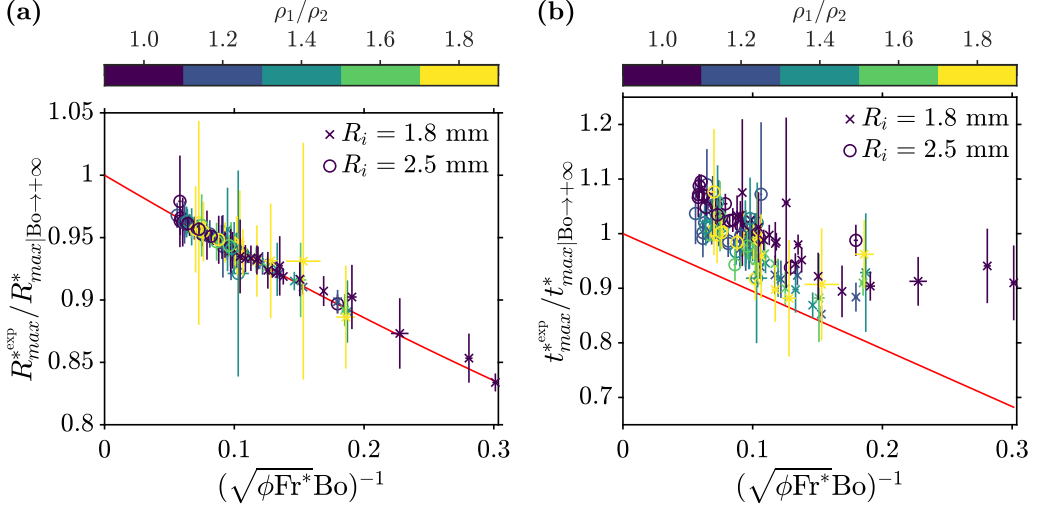 (a)
ρ₁/ρ₂
1.0 1.2 1.4 1.6 1.8
1.05
1
0.95
0.9
0.85
0.8
R*ᵉˣᵖₘₐₓ/R*ₘₐₓ|Bo→+∞
× Rᵢ = 1.8 mm
○ Rᵢ = 2.5 mm
0 0.1 0.2 0.3
(√ϕFr*Bo)⁻¹
(b)
ρ₁/ρ₂
1.0 1.2 1.4 1.6 1.8
1.2
1.1
1.0
0.9
0.8
0.7
t*ᵉˣᵖₘₐₓ/t*ₘₐₓ|Bo→+∞
× Rᵢ = 1.8 mm
○ Rᵢ = 2.5 mm
0 0.1 0.2 0.3
(√ϕFr*Bo)⁻¹